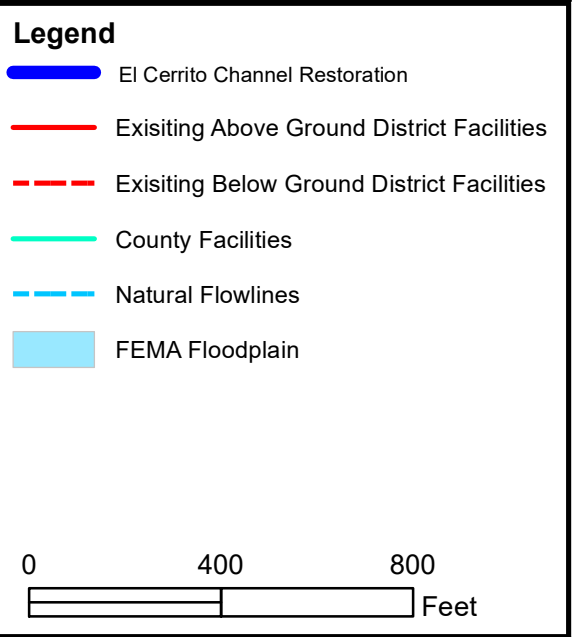 Legend
El Cerrito Channel Restoration
Exisiting Above Ground District Facilities
Exisiting Below Ground District Facilities
County Facilities
Natural Flowlines
FEMA Floodplain
0 400 800
Feet